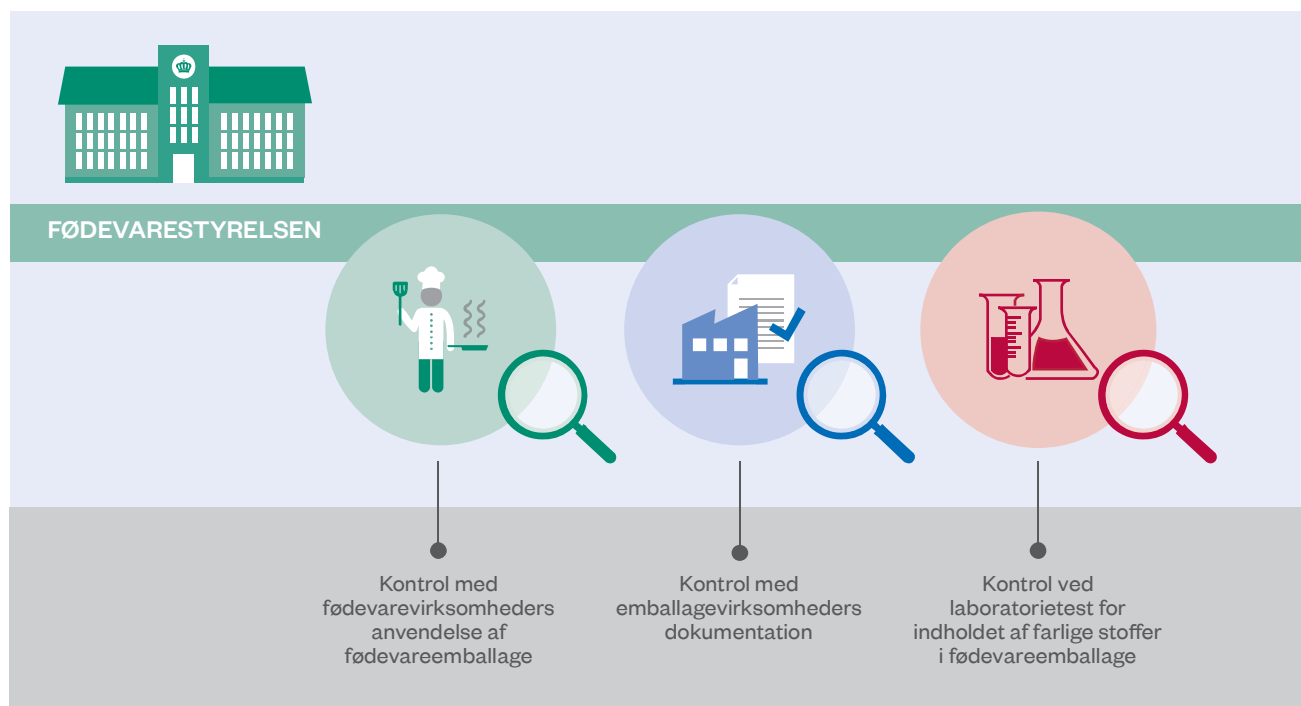 FØDEVARESTYRELSEN
Kontrol med
fødevarevirksomheders
anvendelse af
fødevareemballage
Kontrol med
emballagevirksomheders
dokumentation
Kontrol ved
laboratorietest for
indholdet af farlige stoffer
i fødevareemballage